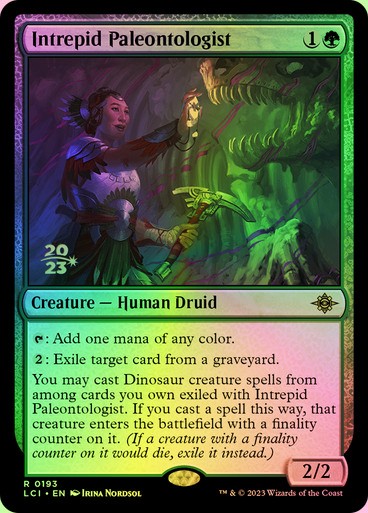 Intrepid Paleontologist 1
20
23
Creature — Human Druid
: Add one mana of any color.
2: Exile target card from a graveyard.
You may cast Dinosaur creature spells from
among cards you own exiled with Intrepid
Paleontologist. If you cast a spell this way, that
creature enters the battlefield with a finality
counter on it. (If a creature with a finality
counter on it would die, exile it instead.)
2/2
R 0193
LCI • EN Irina Nordsol
™ & © 2023 Wizards of the Coast